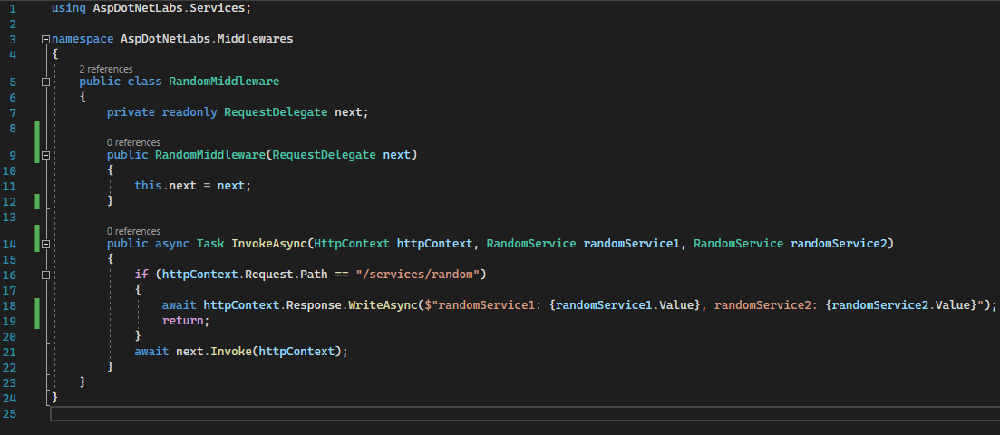 1 using AspDotNetLabs.Services;
2
3 namespace AspDotNetLabs.Middlewares
4 {
2 references
5 public class RandomMiddleware
6 {
7 private readonly RequestDelegate next;
8
0 references
9 public RandomMiddleware(RequestDelegate next)
10 {
11 this.next = next;
12 }
13
0 references
14 public async Task InvokeAsync(HttpContext httpContext, RandomService randomService1, RandomService randomService2)
15 {
16 if (httpContext.Request.Path == "/services/random")
17 {
18 await httpContext.Response.WriteAsync($"randomService1: {randomService1.Value}, randomService2: {randomService2.Value}");
19 return;
20 }
21 await next.Invoke(httpContext);
22 }
23 }
24 }
25